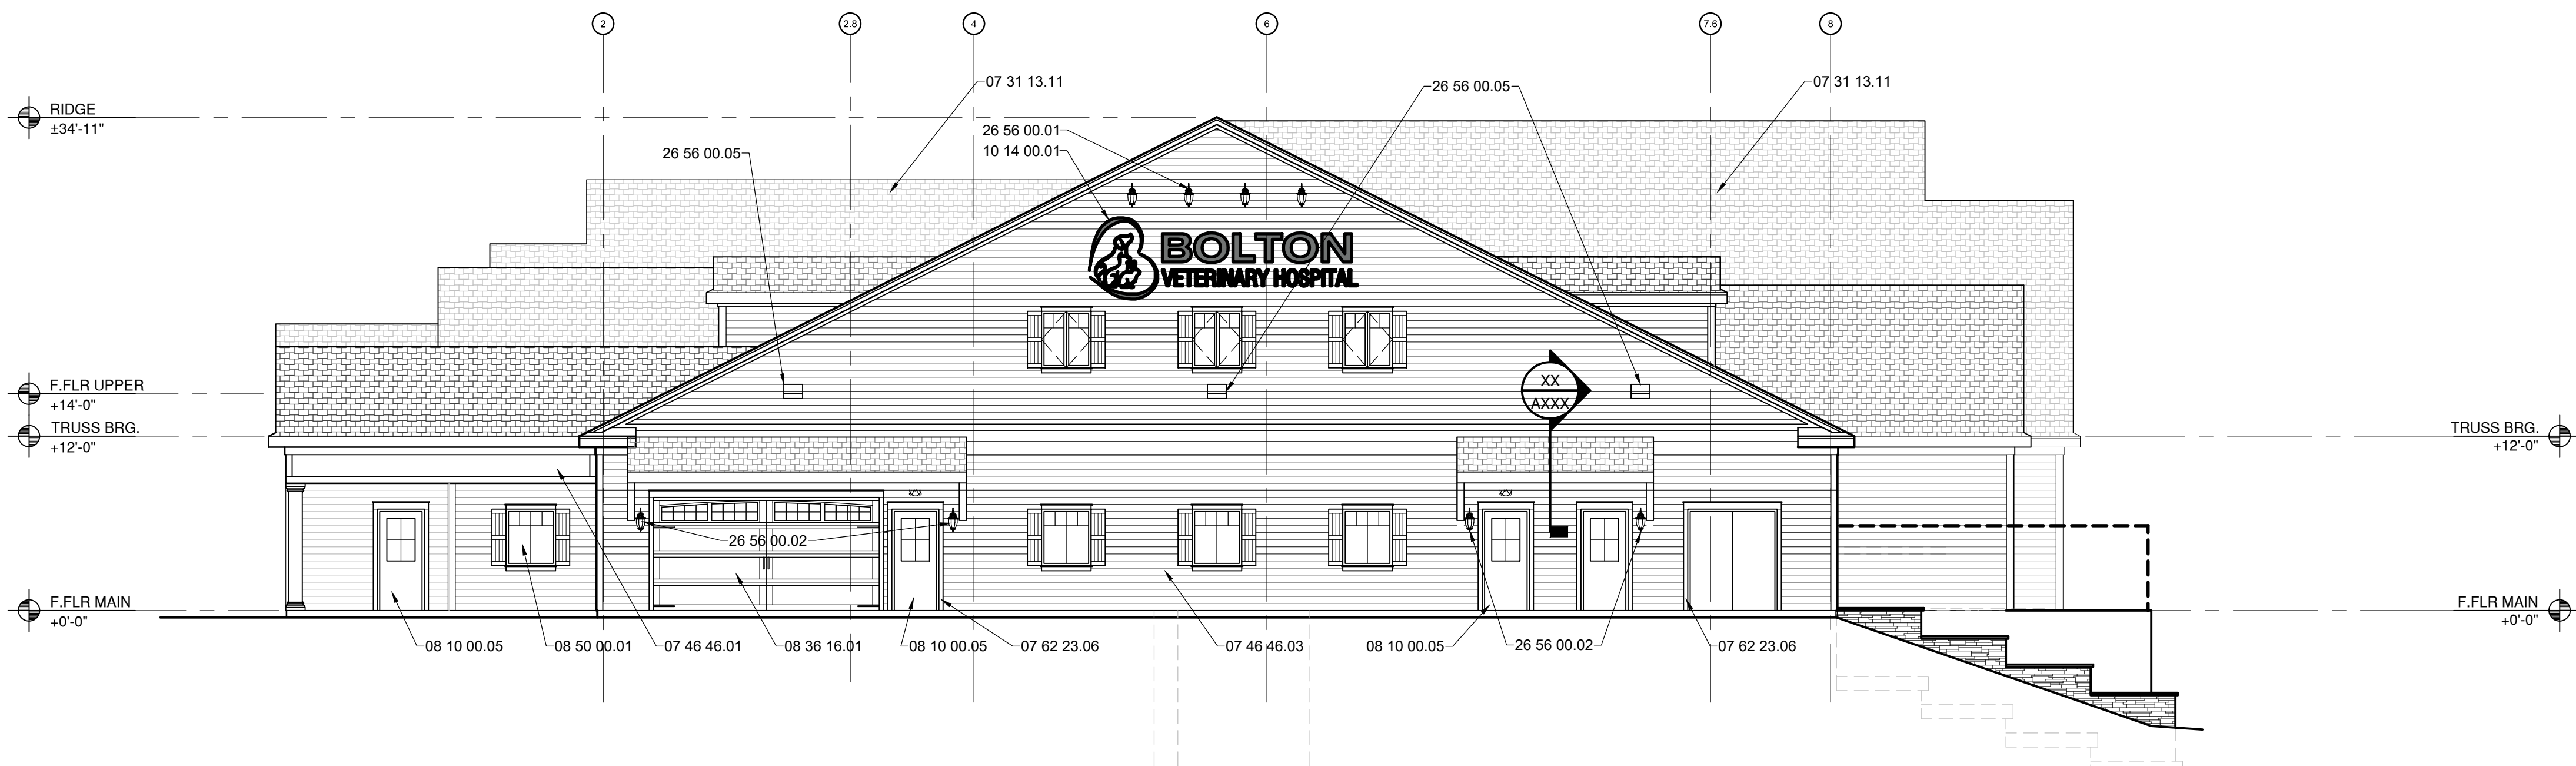 2
2.8
4
6
7.6
8
07 31 13.11
26 56 00.05
07 31 13.11
RIDGE
±34'-11"
26 56 00.01
10 14 00.01
26 56 00.05
BOLTON
VETERINARY HOSPITAL
F.FLR UPPER
+14'-0"
XX
AXXX
TRUSS BRG.
+12'-0"
TRUSS BRG.
+12'-0"
26 56 00.02
F.FLR MAIN
+0'-0"
F.FLR MAIN
+0'-0"
08 10 00.05
08 50 00.01
07 46 46.01
08 36 16.01
08 10 00.05
07 62 23.06
07 46 46.03
08 10 00.05
26 56 00.02
07 62 23.06